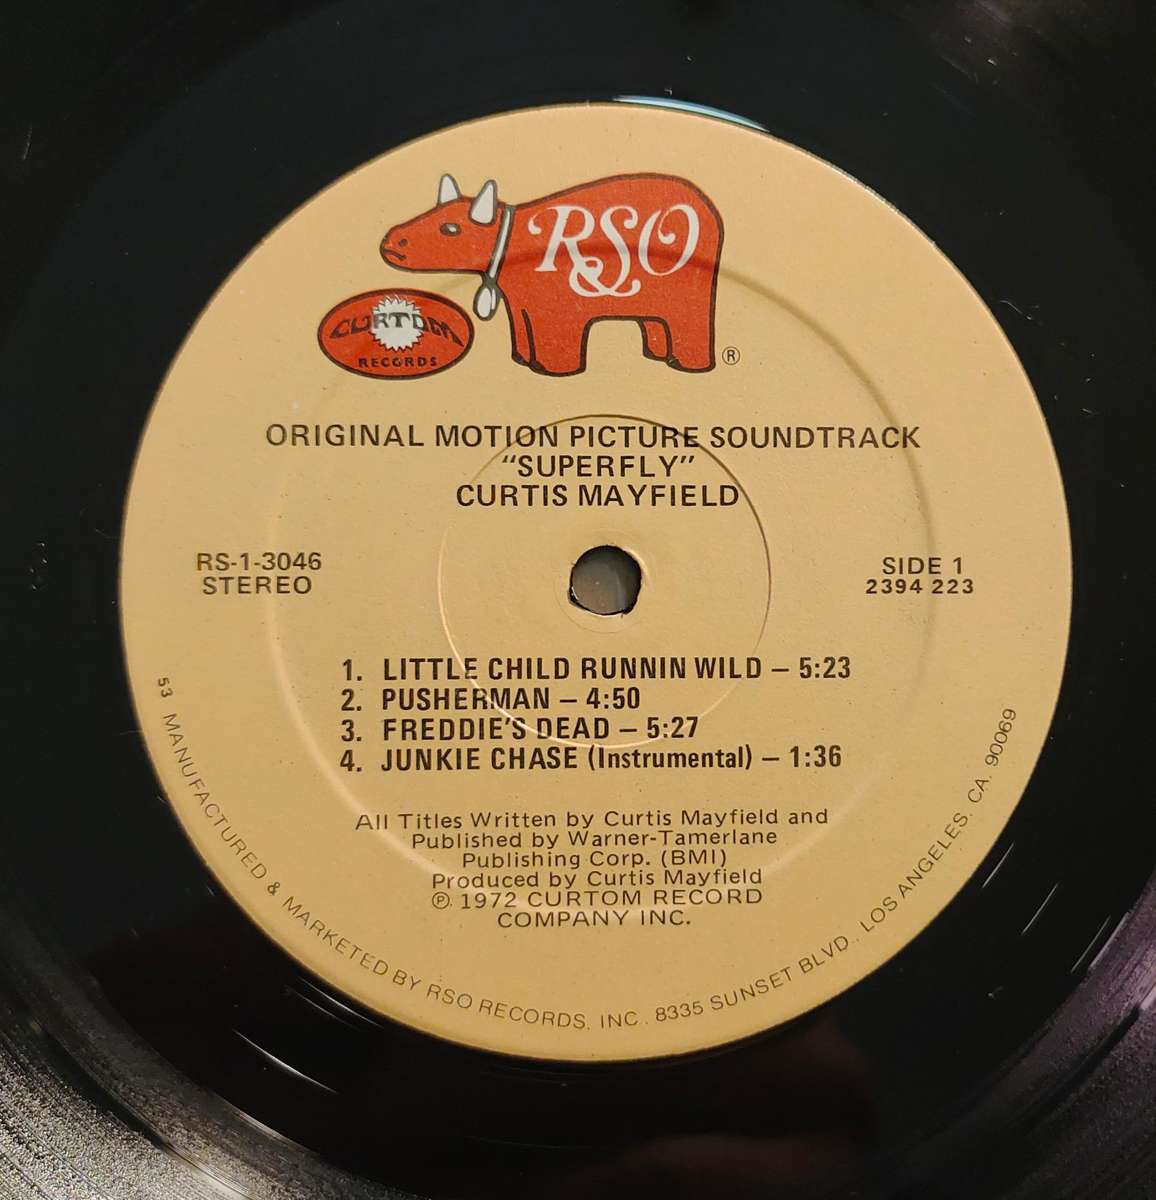 RSO
®
CURTOM
RECORDS
ORIGINAL MOTION PICTURE SOUNDTRACK
“SUPERFLY”
CURTIS MAYFIELD
RS-1-3046
STEREO
SIDE 1
2394 223
1. LITTLE CHILD RUNNIN WILD – 5:23
2. PUSHERMAN – 4:50
3. FREDDIE'S DEAD – 5:27
4. JUNKIE CHASE (Instrumental) – 1:36
All Titles Written by Curtis Mayfield and
Published by Warner-Tamerlane
Publishing Corp. (BMI)
Produced by Curtis Mayfield
℗ 1972 CURTOM RECORD
COMPANY INC.
53 MANUFACTURED & MARKETED BY RSO RECORDS, INC., 8335 SUNSET BLVD., LOS ANGELES, CA. 90069